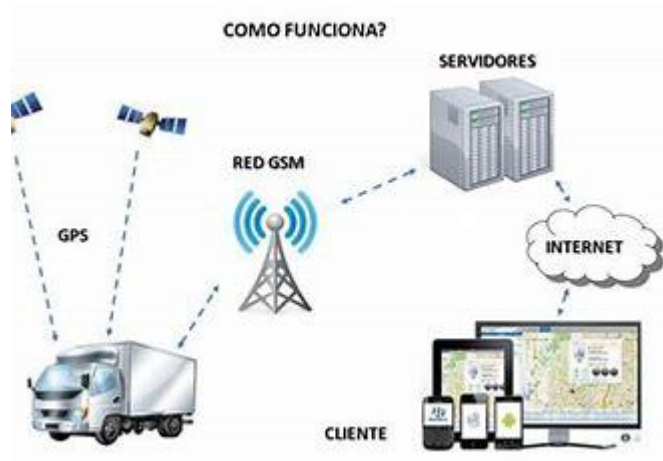 COMO FUNCIONA?
SERVIDORES
RED GSM
GPS
INTERNET
CLIENTE